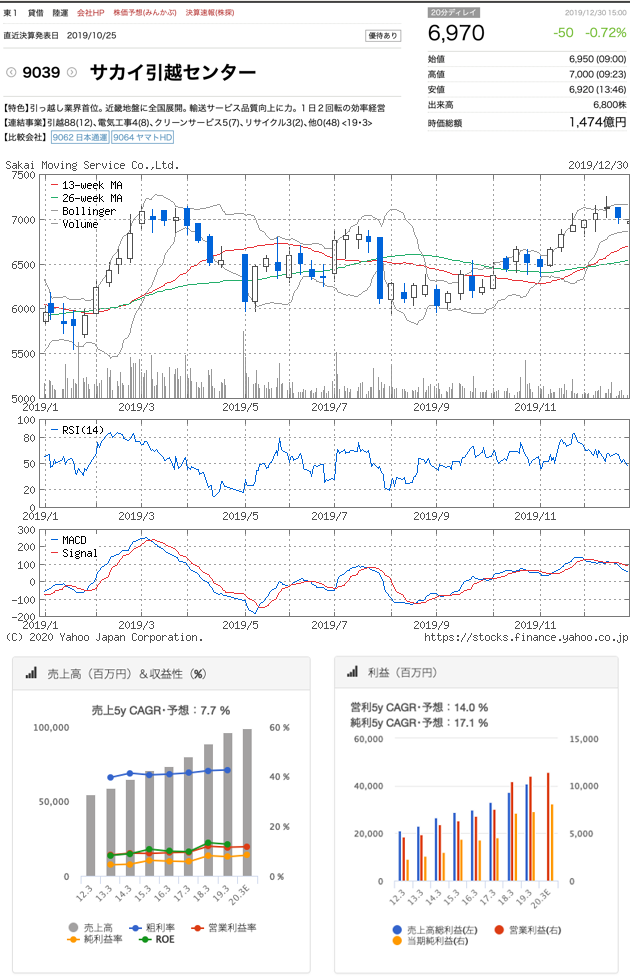 東1 貸借 陸運 会社HP 株価予想(みんかぶ) 決算速報(株探)
直近決算発表日 2019/10/25 優待あり
9039 サカイ引越センター
【特色】引っ越し業界首位。近畿地盤に全国展開。輸送サービス品質向上に力。1日2回転の効率経営
【連結事業】引越88(12)、電気工事4(8)、クリーンサービス5(7)、リサイクル3(2)、他0(48) <19・3>
【比較会社】 9062 日本通運 9064 ヤマトHD
20分ディレイ 2019/12/30 15:00
6,970 -50 -0.72%
始値 6,950 (09:00)
高値 7,000 (09:23)
安値 6,920 (13:46)
出来高 6,800株
時価総額 1,474億円
Sakai Moving Service Co.,Ltd. 2019/12/30
7500
7000
6500
6000
5500
5000
13-week MA
26-week MA
Bollinger
Volume
2019/1 2019/3 2019/5 2019/7 2019/9 2019/11
100
80
50
20
0
RSI(14)
2019/1 2019/3 2019/5 2019/7 2019/9 2019/11
300
200
100
0
-100
-200
MACD
Signal
2019/1 2019/3 2019/5 2019/7 2019/9 2019/11
(C) 2020 Yahoo Japan Corporation. https://stocks.finance.yahoo.co.jp
売上高（百万円）＆収益性（%）
売上5y CAGR・予想：7.7 %
100,000
50,000
0
60 %
40 %
20 %
0 %
12.3 13.3 14.3 15.3 16.3 17.3 18.3 19.3 20.3E
売上高 粗利率 営業利益率
純利益率 ROE
利益（百万円）
営利5y CAGR・予想：14.0 %
純利5y CAGR・予想：17.1 %
60,000
40,000
20,000
0
15,000
10,000
5,000
0
12.3 13.3 14.3 15.3 16.3 17.3 18.3 19.3 20.3E
売上高総利益(左) 営業利益(右)
当期純利益(右)